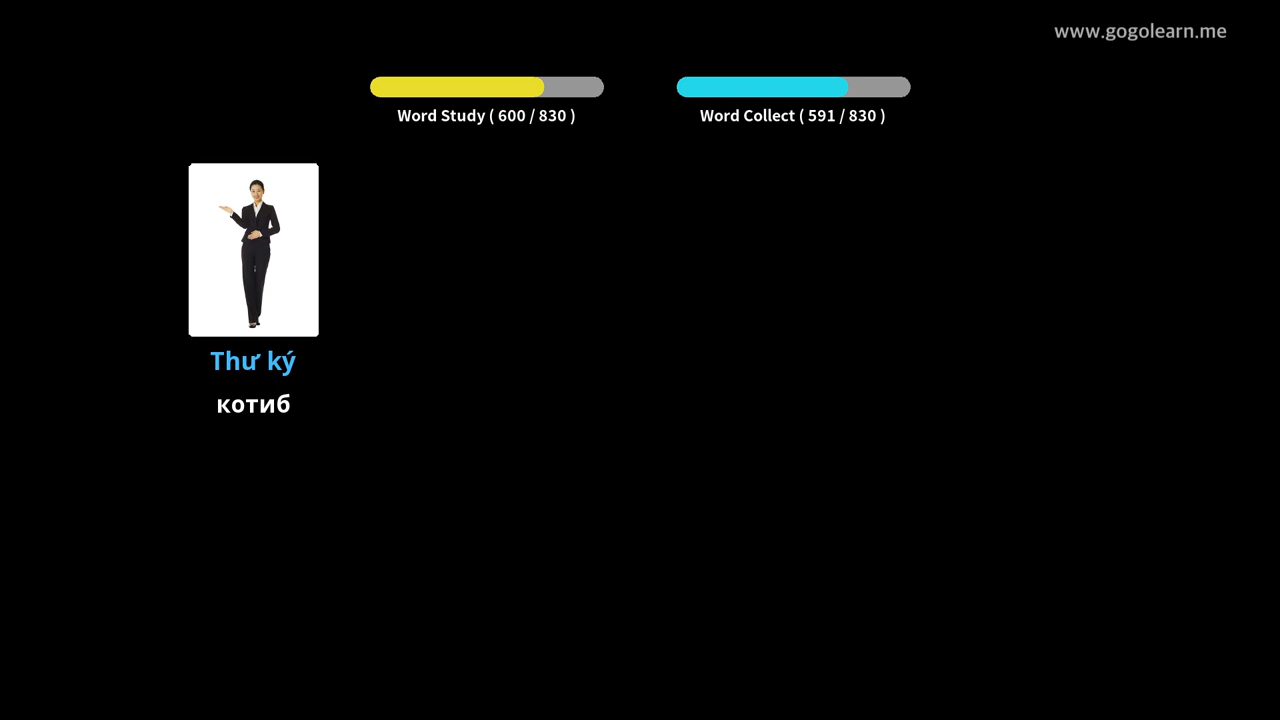 www.gogolearn.me
Word Study ( 600 / 830 )
Word Collect ( 591 / 830 )
Thư ký
котиб